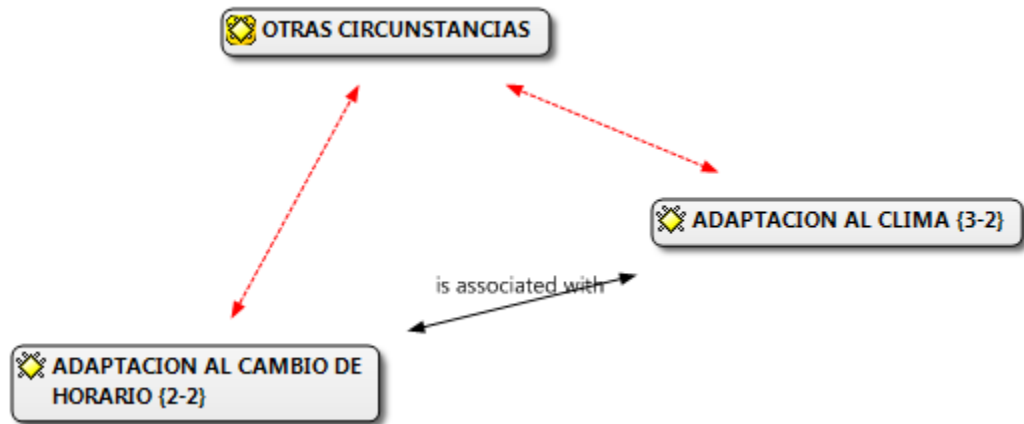 OTRAS CIRCUNSTANCIAS
ADAPTACION AL CLIMA {3-2}
is associated with
ADAPTACION AL CAMBIO DE
HORARIO {2-2}